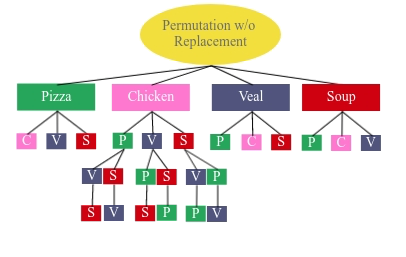 Permutation w/o
Replacement
Pizza Chicken Veal Soup
C V S P V S P C S P C V
V S P S V P
S V S P P V